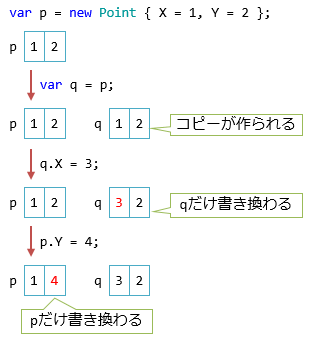 var p = new Point { X = 1, Y = 2 };
p 1 2
var q = p;
p 1 2 q 1 2 コピーが作られる
q.X = 3;
p 1 2 q 3 2 qだけ書き換わる
p.Y = 4;
p 1 4 q 3 2
pだけ書き換わる